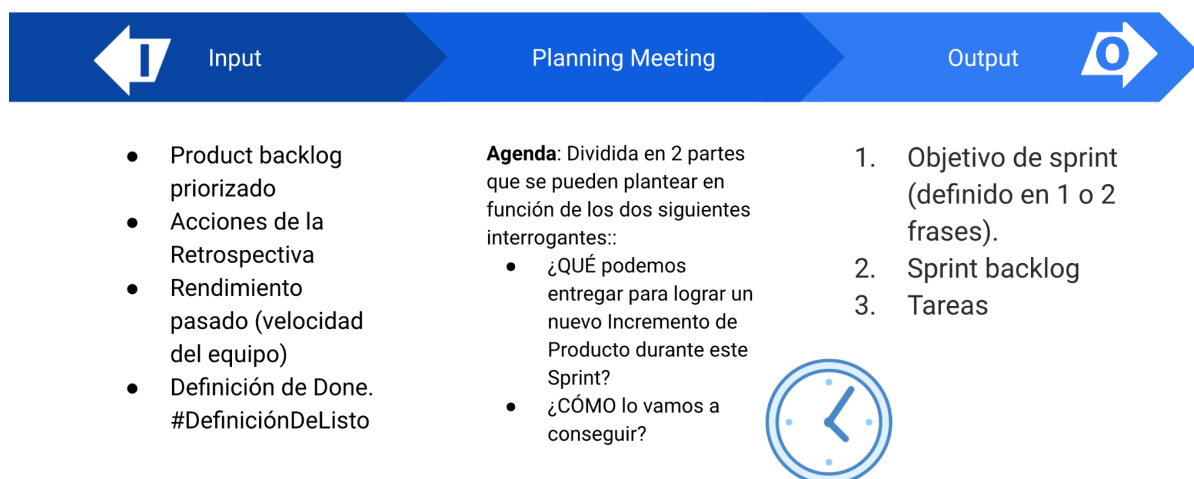 I
Input
Planning Meeting
Output
O
● Product backlog
priorizado
● Acciones de la
Retrospectiva
● Rendimiento
pasado (velocidad
del equipo)
● Definición de Done.
#DefiniciónDeListo
Agenda: Dividida en 2 partes
que se pueden plantear en
función de los dos siguientes
interrogantes::
● ¿QUÉ podemos
entregar para lograr un
nuevo Incremento de
Producto durante este
Sprint?
● ¿CÓMO lo vamos a
conseguir?
1. Objetivo de sprint
(definido en 1 o 2
frases).
2. Sprint backlog
3. Tareas